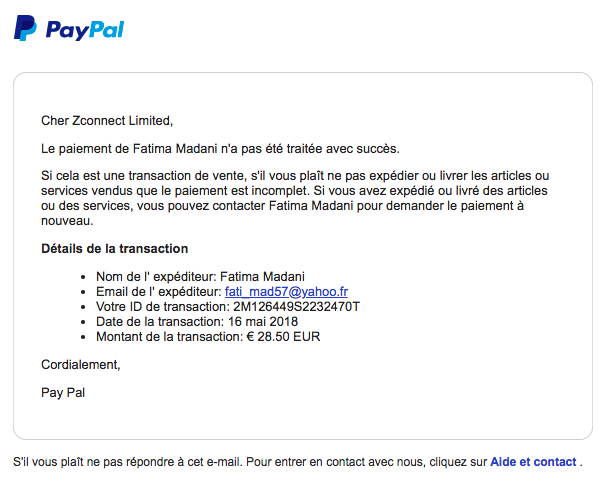 PayPal
Cher Zconnect Limited,
Le paiement de Fatima Madani n'a pas été traitée avec succès.
Si cela est une transaction de vente, s'il vous plaît ne pas expédier ou livrer les articles ou
services vendus que le paiement est incomplet. Si vous avez expédié ou livré des articles
ou des services, vous pouvez contacter Fatima Madani pour demander le paiement à
nouveau.
Détails de la transaction
• Nom de l' expéditeur: Fatima Madani
• Email de l' expéditeur: fati_mad57@yahoo.fr
• Votre ID de transaction: 2M126449S2232470T
• Date de la transaction: 16 mai 2018
• Montant de la transaction: € 28.50 EUR
Cordialement,
Pay Pal
S'il vous plaît ne pas répondre à cet e-mail. Pour entrer en contact avec nous, cliquez sur Aide et contact .